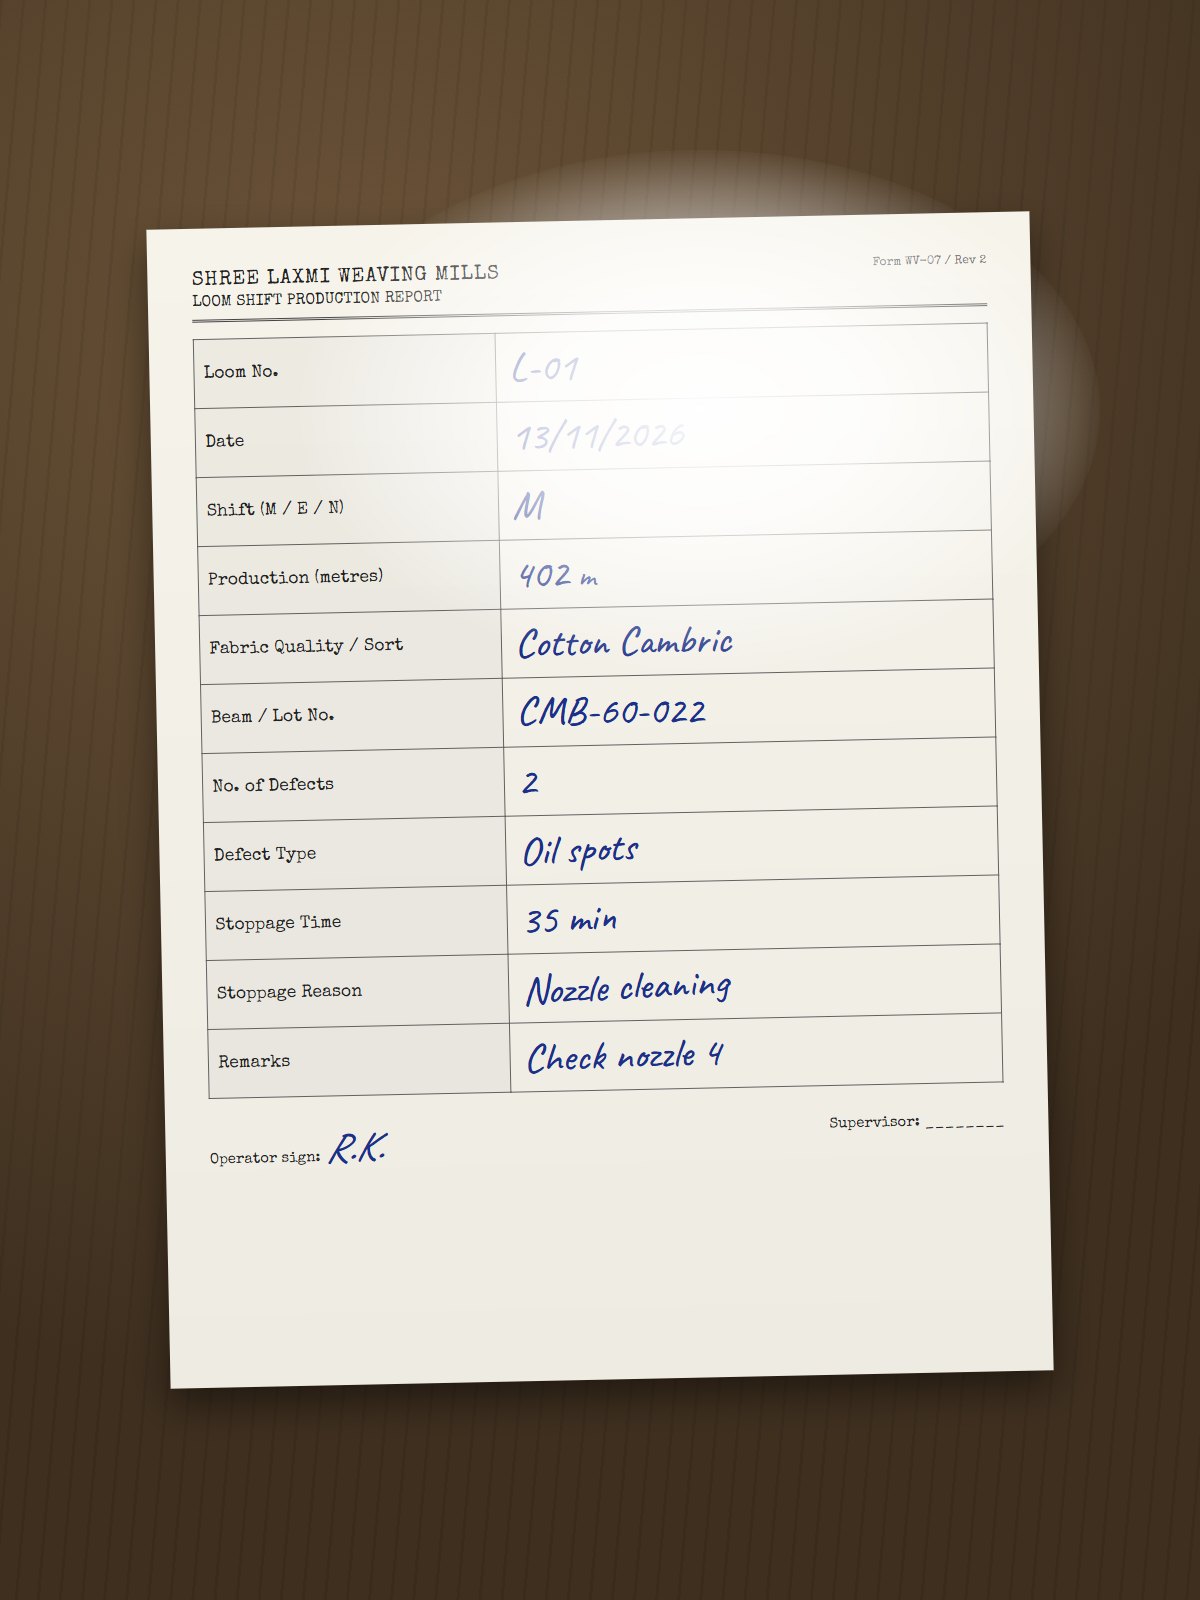 SHREE LAXMI WEAVING MILLS
LOOM SHIFT PRODUCTION REPORT
Form WV-07 / Rev 2
Loom No. L-01
Date 13/11/2026
Shift (M / E / N) M
Production (metres) 402 m
Fabric Quality / Sort Cotton Cambric
Beam / Lot No. CMB-60-022
No. of Defects 2
Defect Type Oil spots
Stoppage Time 35 min
Stoppage Reason Nozzle cleaning
Remarks Check nozzle 4
Operator sign: R.K.
Supervisor: ________